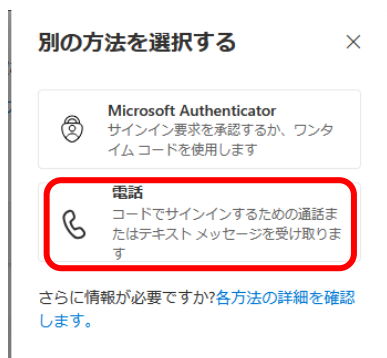 別の方法を選択する
Microsoft Authenticator
サインイン要求を承認するか、ワンタ
イム コードを使用します
電話
コードでサインインするための通話ま
たはテキスト メッセージを受け取りま
す
さらに情報が必要ですか?各方法の詳細を確認
します。